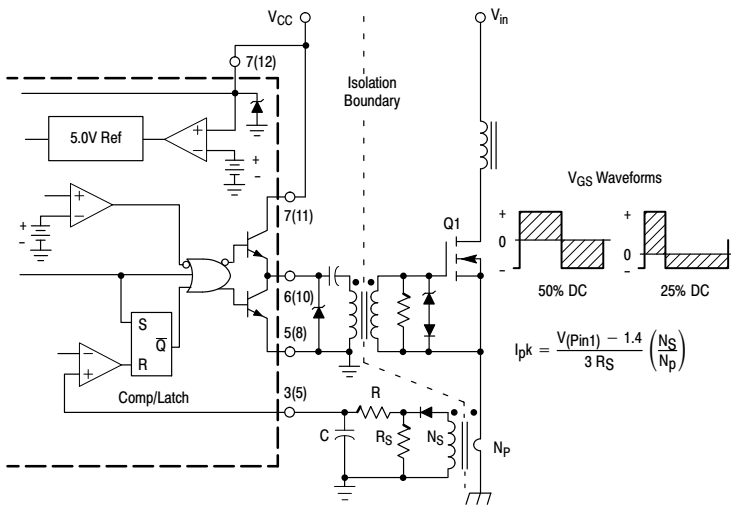 VCC
Vin
7(12)
Isolation
Boundary
5.0V Ref
+
−
+
−
VGS Waveforms
+
−
+
−
7(11)
Q1
+
0
−
+
0
−
6(10)
50% DC
25% DC
5(8)
S
Q̅
R
Ipk = V(Pin1) − 1.4 / 3 RS (NS / Np)
−
+
Comp/Latch
3(5)
R
C
RS
NS
NP